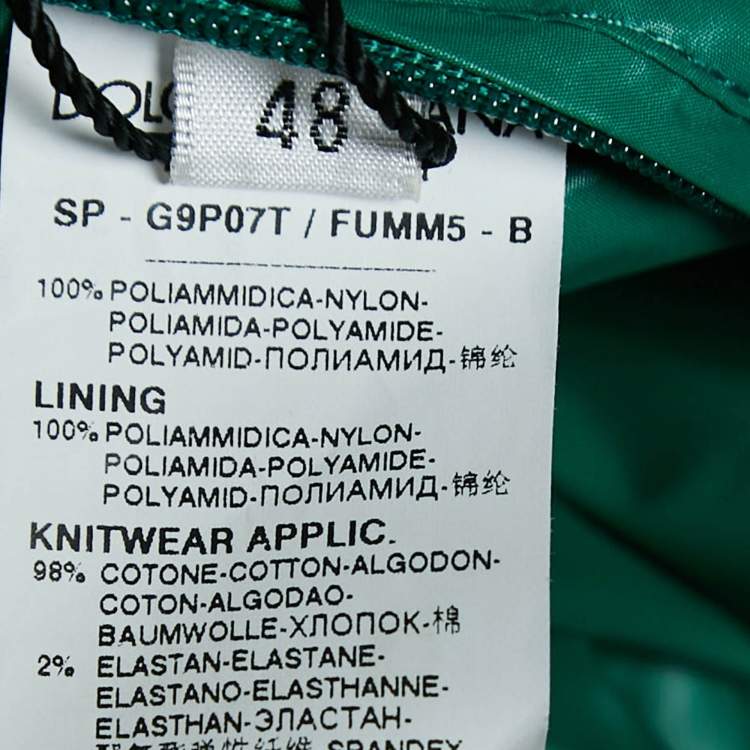 48
SP - G9P07T / FUMM5 - B
100% POLIAMMIDICA-NYLON-
POLIAMIDA-POLYAMIDE-
POLYAMID-ПОЛИАМИД-锦纶
LINING
100% POLIAMMIDICA-NYLON-
POLIAMIDA-POLYAMIDE-
POLYAMID-ПОЛИАМИД-锦纶
KNITWEAR APPLIC.
98% COTONE-COTTON-ALGODON-
COTON-ALGODAO-
BAUMWOLLE-ХЛОПОК-棉
2% ELASTAN-ELASTANE-
ELASTANO-ELASTHANNE-
ELASTHAN-ЭЛАСТАН-
SPANDEX